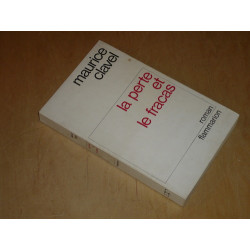 maurice
clavel
la perte
et
le fracas
roman
flammarion